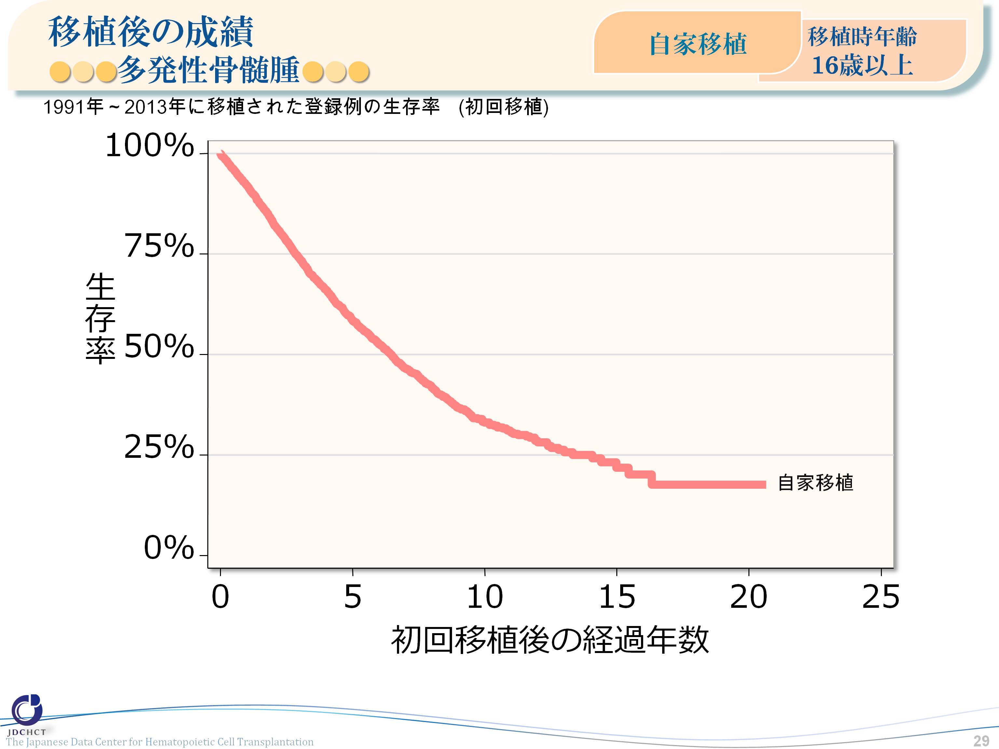 移植後の成績
多発性骨髄腫
自家移植
移植時年齢
16歳以上
1991年～2013年に移植された登録例の生存率　(初回移植)
100%
75%
50%
25%
0%
生存率
自家移植
0 5 10 15 20 25
初回移植後の経過年数
JDCHCT
The Japanese Data Center for Hematopoietic Cell Transplantation
29